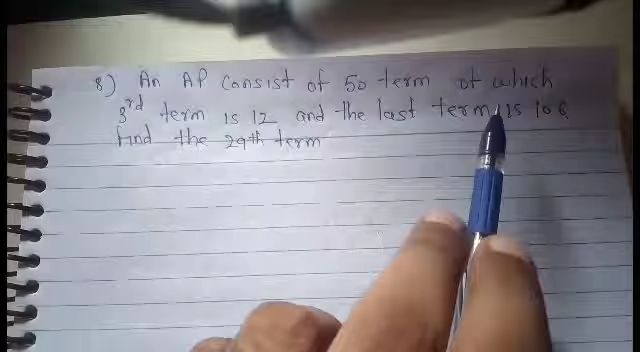 8) An AP Consist of 50 term of which
3rd term is 12 and the last term is 106
find the 29th term